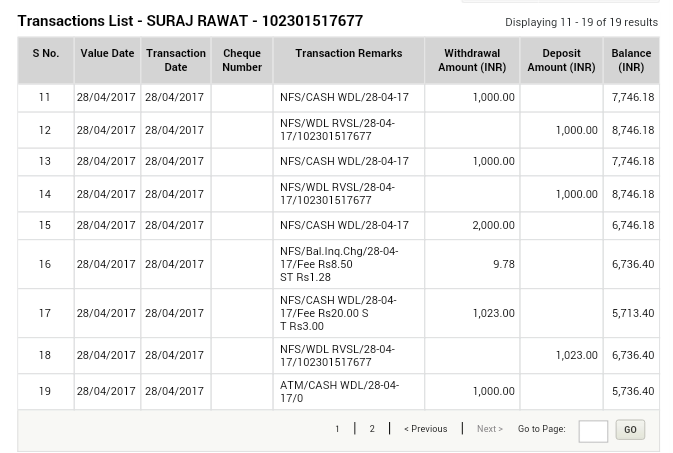 Transactions List - SURAJ RAWAT - 102301517677
Displaying 11 - 19 of 19 results
S No. Value Date Transaction Date Cheque Number Transaction Remarks Withdrawal Amount (INR) Deposit Amount (INR) Balance (INR)
11 28/04/2017 28/04/2017 NFS/CASH WDL/28-04-17 1,000.00 7,746.18
12 28/04/2017 28/04/2017 NFS/WDL RVSL/28-04-
17/102301517677 1,000.00 8,746.18
13 28/04/2017 28/04/2017 NFS/CASH WDL/28-04-17 1,000.00 7,746.18
14 28/04/2017 28/04/2017 NFS/WDL RVSL/28-04-
17/102301517677 1,000.00 8,746.18
15 28/04/2017 28/04/2017 NFS/CASH WDL/28-04-17 2,000.00 6,746.18
16 28/04/2017 28/04/2017 NFS/Bal.Inq.Chg/28-04-
17/Fee Rs8.50
ST Rs1.28 9.78 6,736.40
17 28/04/2017 28/04/2017 NFS/CASH WDL/28-04-
17/Fee Rs20.00 S
T Rs3.00 1,023.00 5,713.40
18 28/04/2017 28/04/2017 NFS/WDL RVSL/28-04-
17/102301517677 1,023.00 6,736.40
19 28/04/2017 28/04/2017 ATM/CASH WDL/28-04-
17/0 1,000.00 5,736.40
1 | 2 < Previous | Next > Go to Page: GO